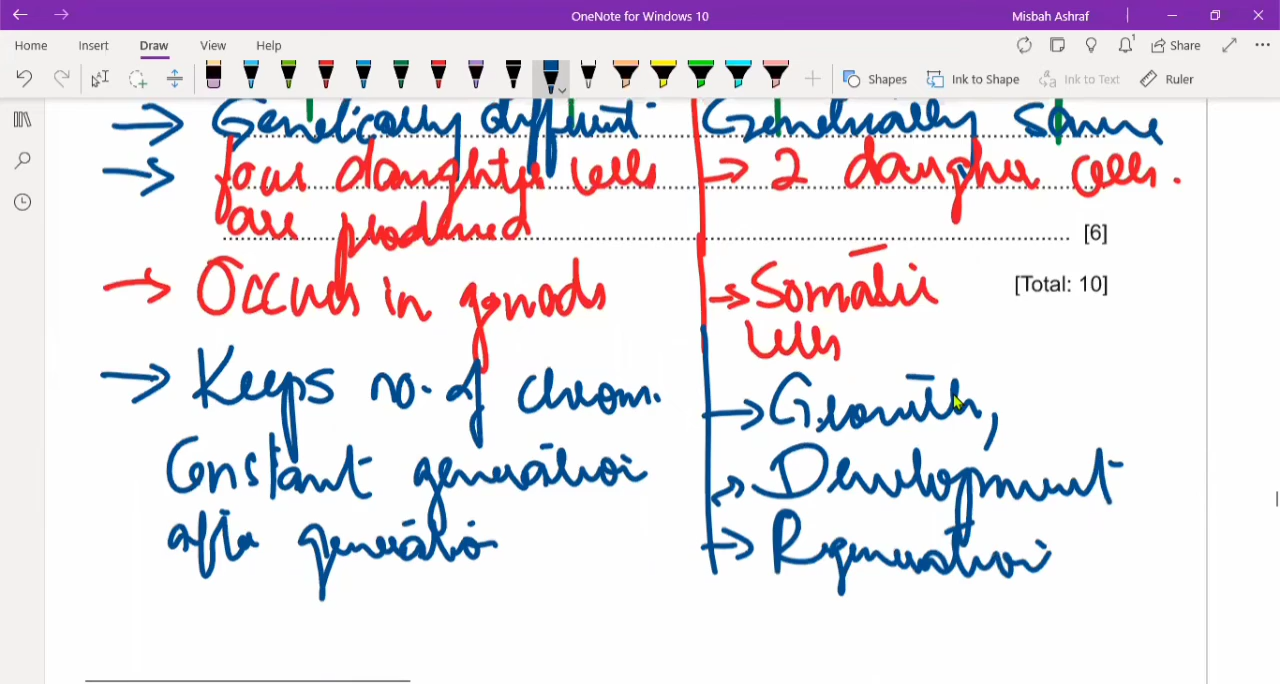 OneNote for Windows 10
Misbah Ashraf
Home Insert Draw View Help
Share
Shapes Ink to Shape Ink to Text Ruler
→ Genetically different Genetically same
→ four daughter cells → 2 daughter cells.
are produced
[6]
[Total: 10]
→ Occurs in gonads → Somatic
cells
→ Keeps no. of chrom. → Growth,
Constant generation → Development
after generation → Regeneration